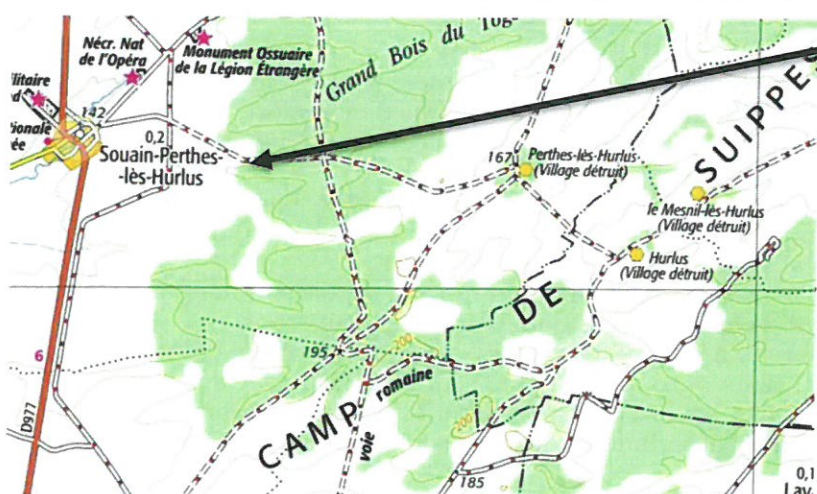 Nécr. Nat
de l'Opéra
Monument Ossuaire
de la Légion Étrangère
Grand Bois du
142
0,2
Souain-Perthes-
-lès-Hurlus
167
Perthes-lès-Hurlus
(Village détruit)
SUIPPES
le Mesnil-lès-Hurlus
(Village détruit)
Hurlus
(Village détruit)
DE
195
200
6
D977
CAMP
romaine
voie
200
185
0,1
Lav.